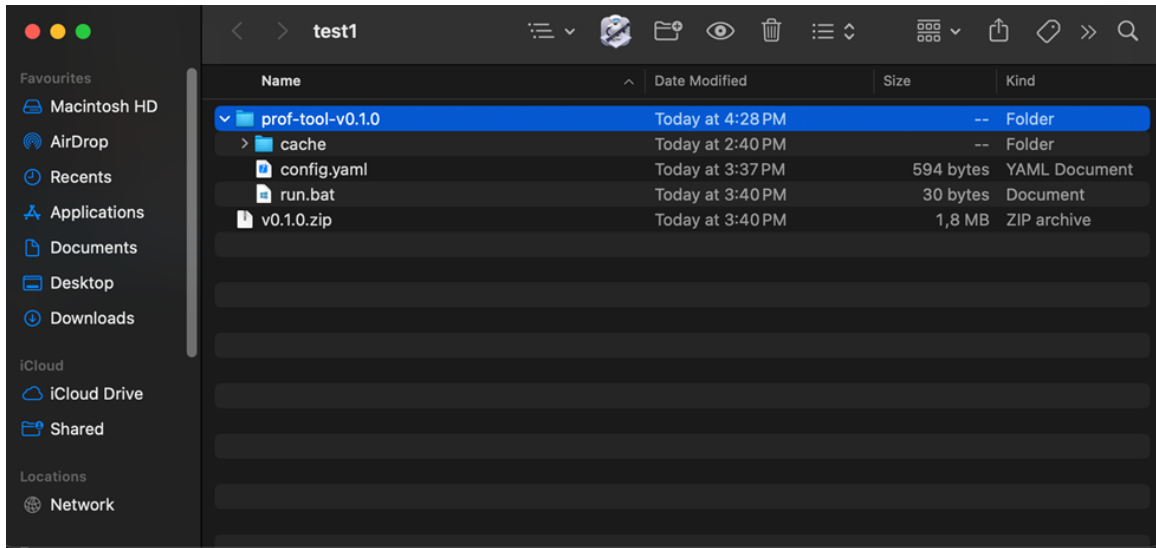 test1
Favourites
Macintosh HD
AirDrop
Recents
Applications
Documents
Desktop
Downloads
iCloud
iCloud Drive
Shared
Locations
Network
Name Date Modified Size Kind
prof-tool-v0.1.0 Today at 4:28 PM -- Folder
cache Today at 2:40 PM -- Folder
config.yaml Today at 3:37 PM 594 bytes YAML Document
run.bat Today at 3:40 PM 30 bytes Document
v0.1.0.zip Today at 3:40 PM 1,8 MB ZIP archive